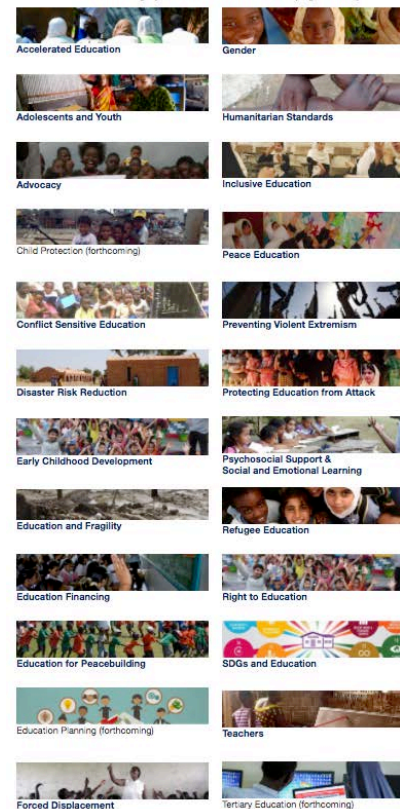 Accelerated Education
Gender
Adolescents and Youth
Humanitarian Standards
Advocacy
Inclusive Education
Child Protection (forthcoming)
Peace Education
Conflict Sensitive Education
Preventing Violent Extremism
Disaster Risk Reduction
Protecting Education from Attack
Early Childhood Development
Psychosocial Support &
Social and Emotional Learning
Education and Fragility
Refugee Education
Education Financing
Right to Education
Education for Peacebuilding
SDGs and Education
Education Planning (forthcoming)
Teachers
Forced Displacement
Tertiary Education (forthcoming)